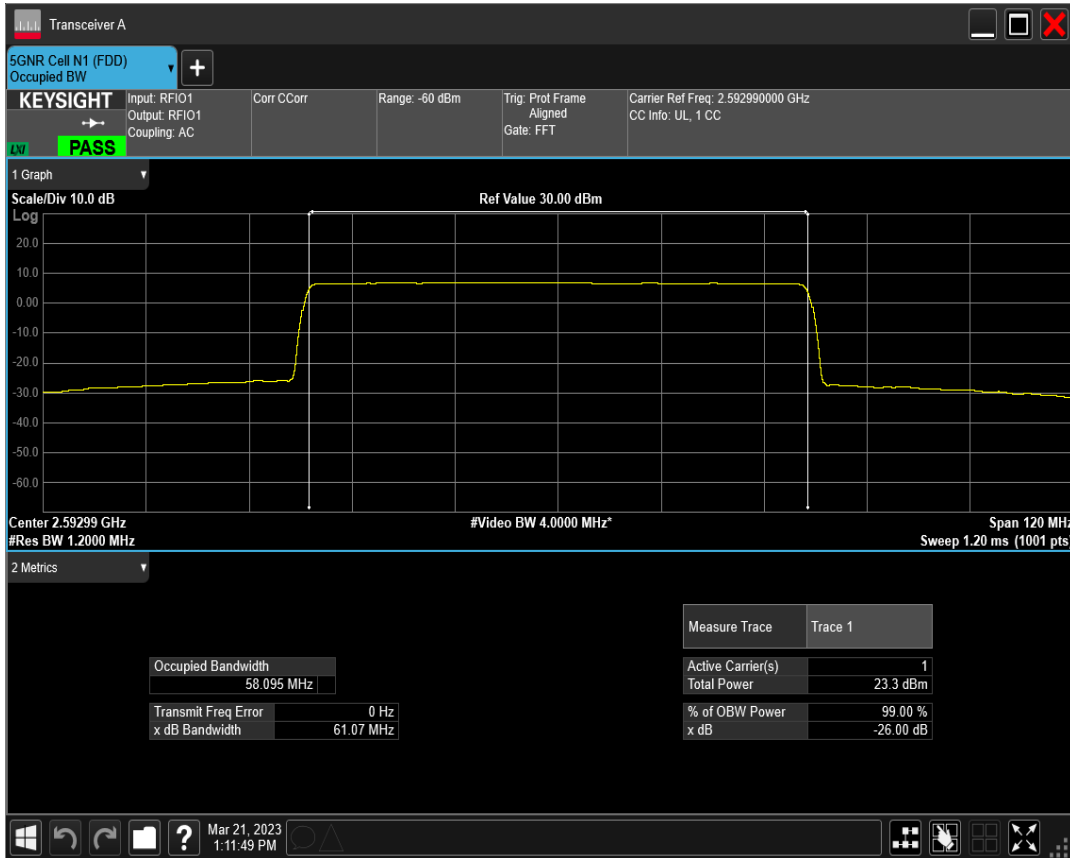 Transceiver A
5GNR Cell N1 (FDD)
Occupied BW
+
KEYSIGHT
LXI
PASS
Input: RFIO1
Output: RFIO1
Coupling: AC
Corr CCorr
Range: -60 dBm
Trig: Prot Frame
Aligned
Gate: FFT
Carrier Ref Freq: 2.592990000 GHz
CC Info: UL, 1 CC
1 Graph
Scale/Div 10.0 dB
Ref Value 30.00 dBm
Log
20.0
10.0
0.00
-10.0
-20.0
-30.0
-40.0
-50.0
-60.0
Center 2.59299 GHz
#Video BW 4.0000 MHz*
Span 120 MHz
#Res BW 1.2000 MHz
Sweep 1.20 ms (1001 pts)
2 Metrics
Measure Trace Trace 1
Occupied Bandwidth
58.095 MHz
Active Carrier(s) 1
Total Power 23.3 dBm
Transmit Freq Error 0 Hz
x dB Bandwidth 61.07 MHz
% of OBW Power 99.00 %
x dB -26.00 dB
?
Mar 21, 2023
1:11:49 PM